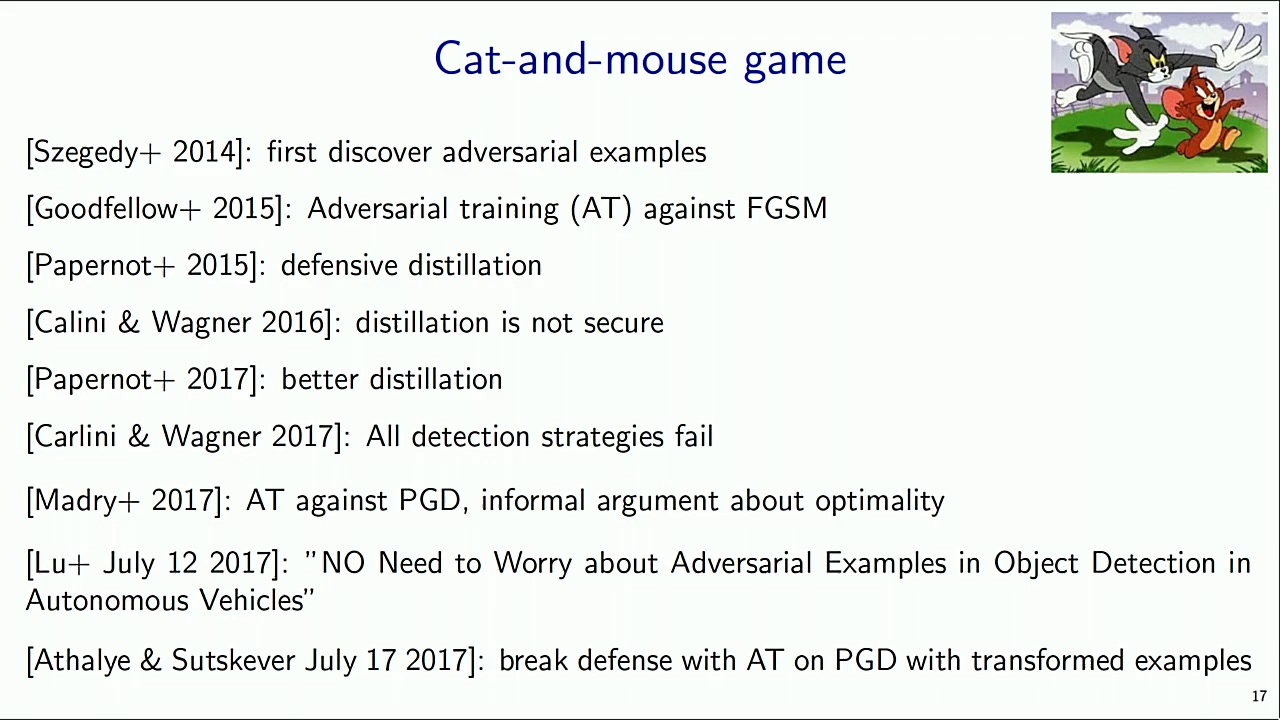 Cat-and-mouse game
[Szegedy+ 2014]: first discover adversarial examples
[Goodfellow+ 2015]: Adversarial training (AT) against FGSM
[Papernot+ 2015]: defensive distillation
[Calini & Wagner 2016]: distillation is not secure
[Papernot+ 2017]: better distillation
[Carlini & Wagner 2017]: All detection strategies fail
[Madry+ 2017]: AT against PGD, informal argument about optimality
[Lu+ July 12 2017]: "NO Need to Worry about Adversarial Examples in Object Detection in
Autonomous Vehicles"
[Athalye & Sutskever July 17 2017]: break defense with AT on PGD with transformed examples
17